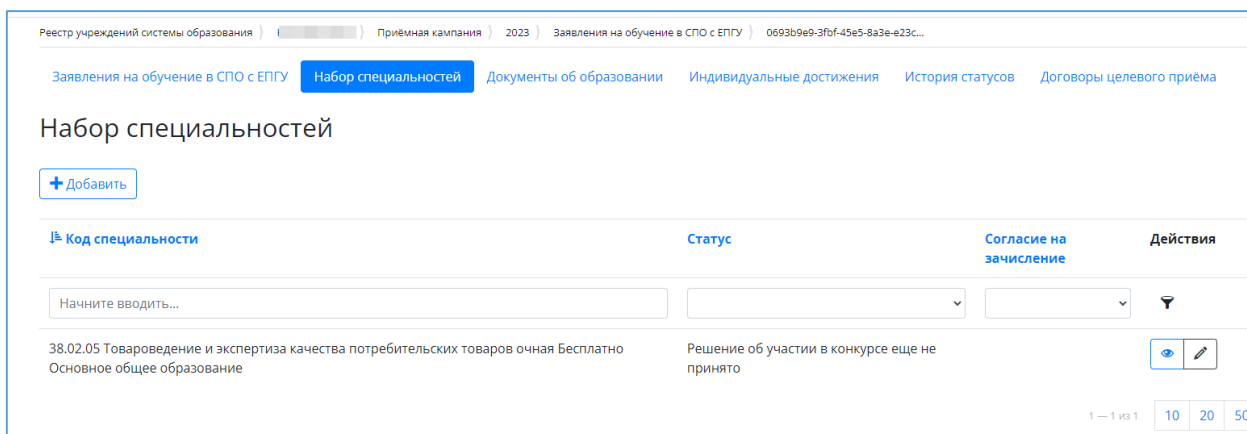 Реестр учреждений системы образования ⟩ ⟩ Приёмная кампания ⟩ 2023 ⟩ Заявления на обучение в СПО с ЕПГУ ⟩ 0693b9e9-3fbf-45e5-8a3e-e23c...
Заявления на обучение в СПО с ЕПГУ Набор специальностей Документы об образовании Индивидуальные достижения История статусов Договоры целевого приёма
Набор специальностей
+ Добавить
Код специальности Статус Согласие на Действия
зачисление
Начните вводить...
38.02.05 Товароведение и экспертиза качества потребительских товаров очная Бесплатно Решение об участии в конкурсе еще не
Основное общее образование принято
1 — 1 из 1 10 20 50